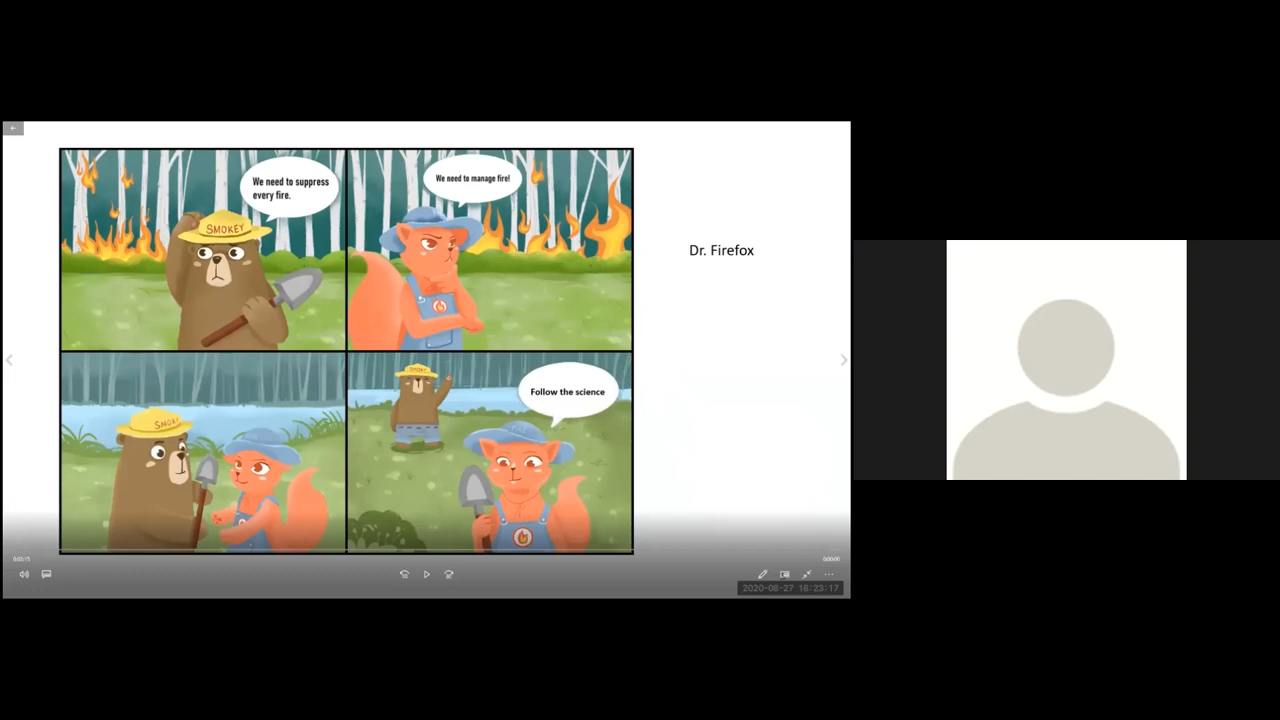 We need to suppress
every fire.
SMOKEY
We need to manage fire!
Dr. Firefox
SMOKEY
SMOKEY
Follow the science
2020-08-27 18:23:17